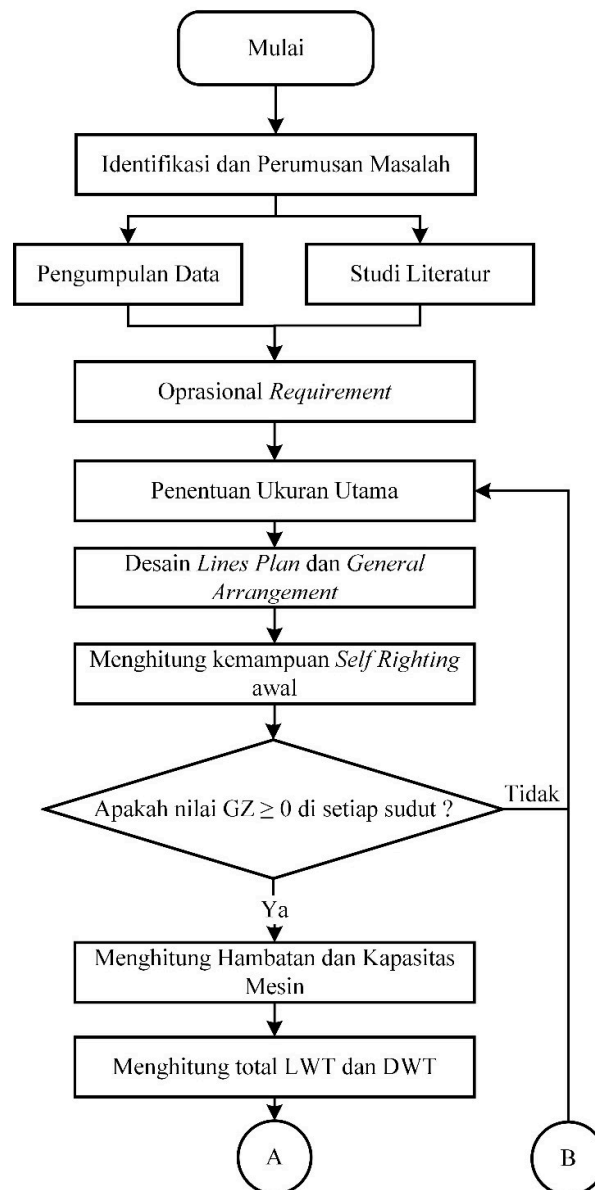 Mulai
Identifikasi dan Perumusan Masalah
Pengumpulan Data
Studi Literatur
Oprasional Requirement
Penentuan Ukuran Utama
Desain Lines Plan dan General
Arrangement
Menghitung kemampuan Self Righting
awal
Apakah nilai GZ ≥ 0 di setiap sudut ?
Tidak
Ya
Menghitung Hambatan dan Kapasitas
Mesin
Menghitung total LWT dan DWT
A
B